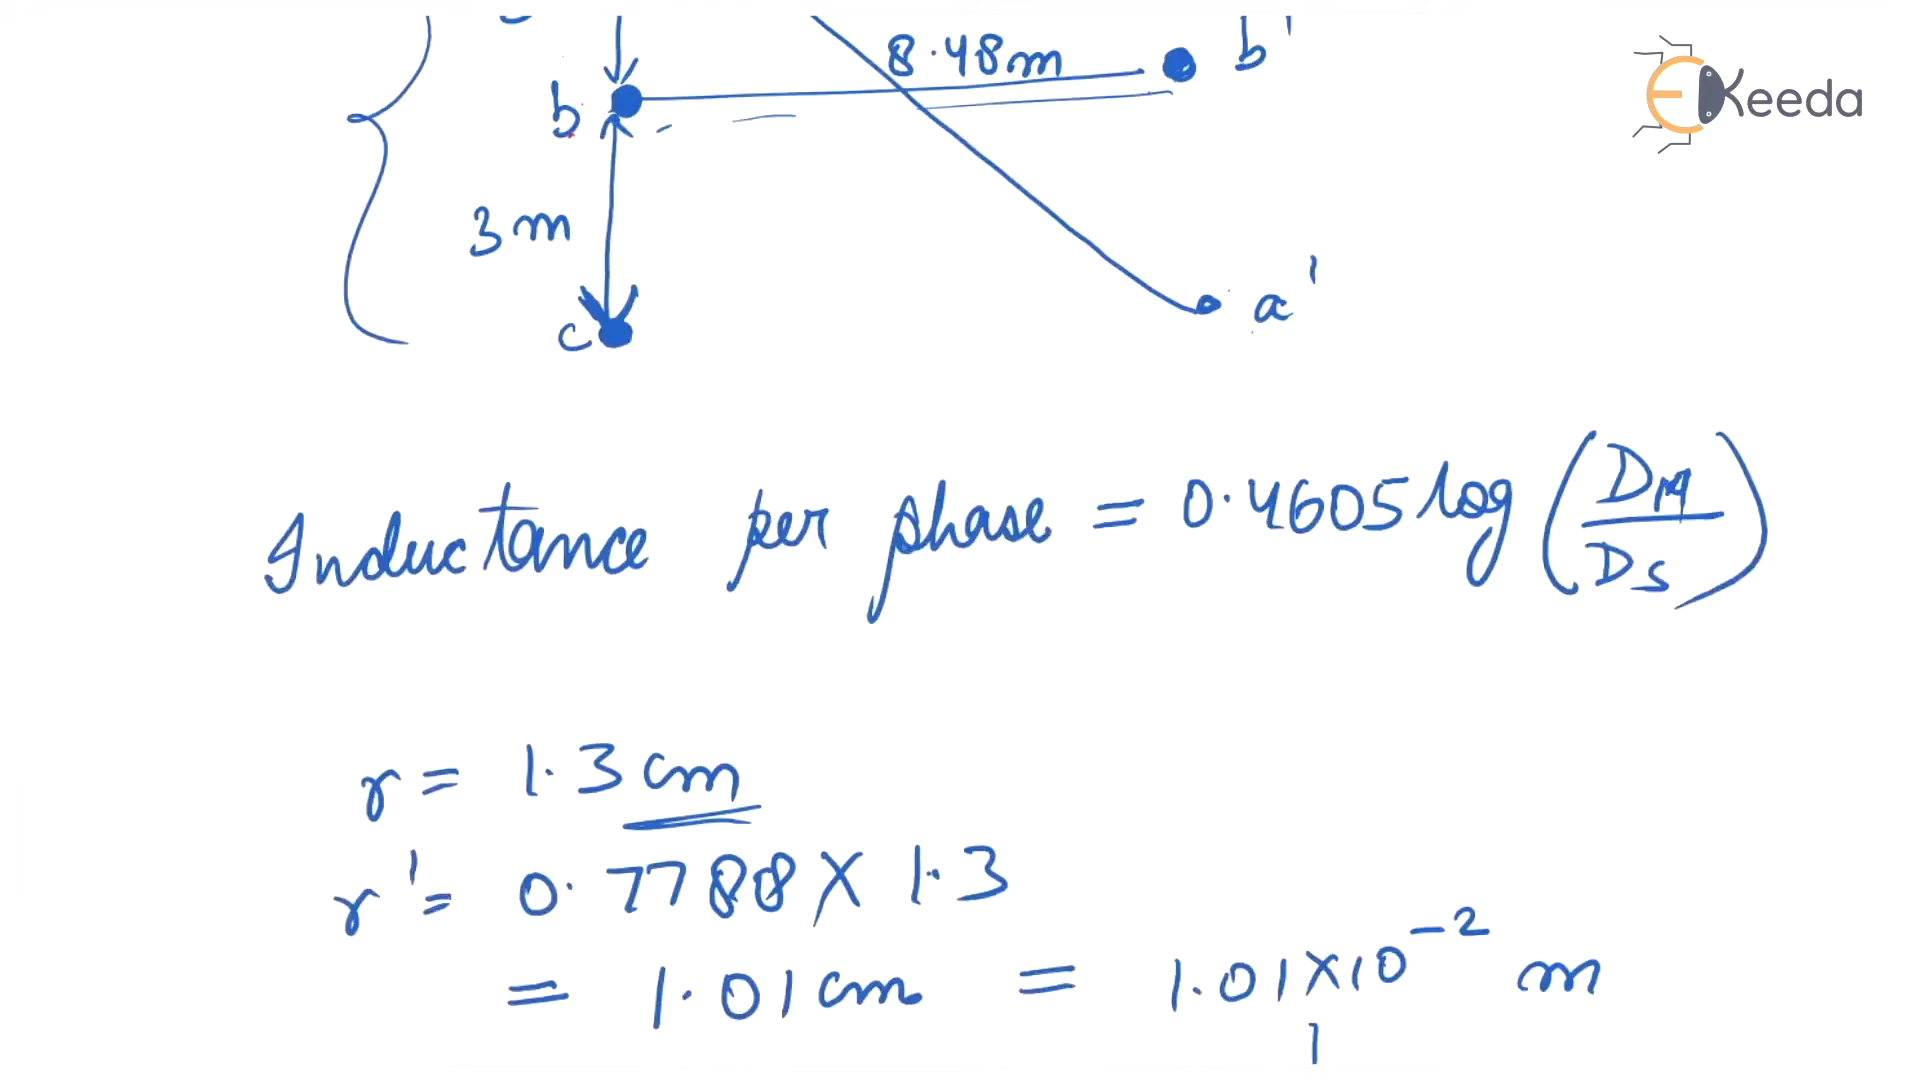 8.48m
b'
b
3m
c
a'
EKeeda
Inductance per phase = 0.4605 log (DM/DS)
r = 1.3 cm
r' = 0.7788 X 1.3
= 1.01 cm = 1.01 X 10^-2 m